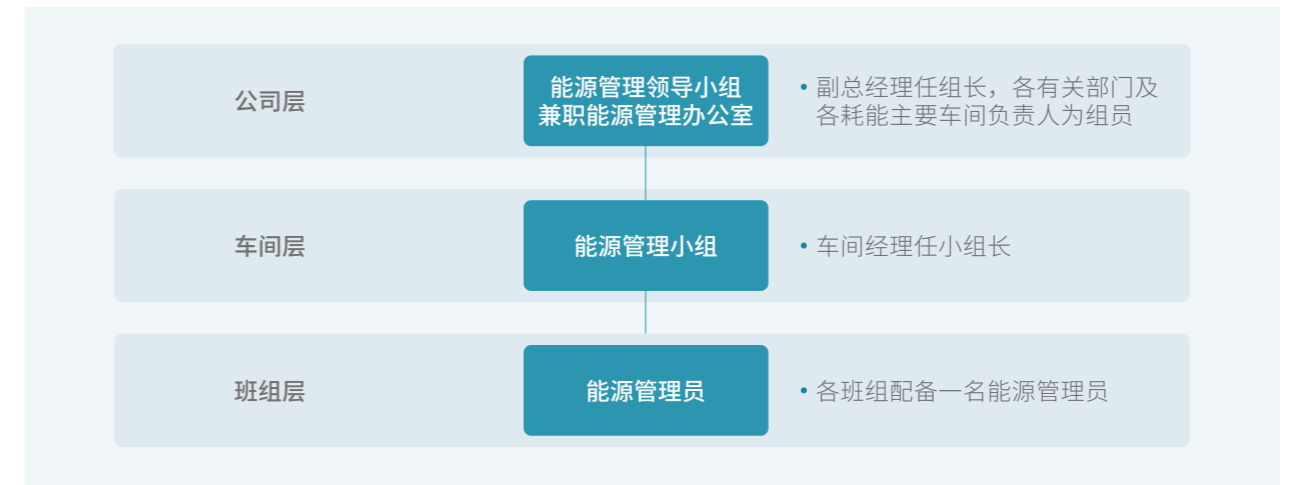 公司层
能源管理领导小组
兼职能源管理办公室
• 副总经理任组长，各有关部门及
各耗能主要车间负责人为组员
车间层
能源管理小组
• 车间经理任小组长
班组层
能源管理员
• 各班组配备一名能源管理员